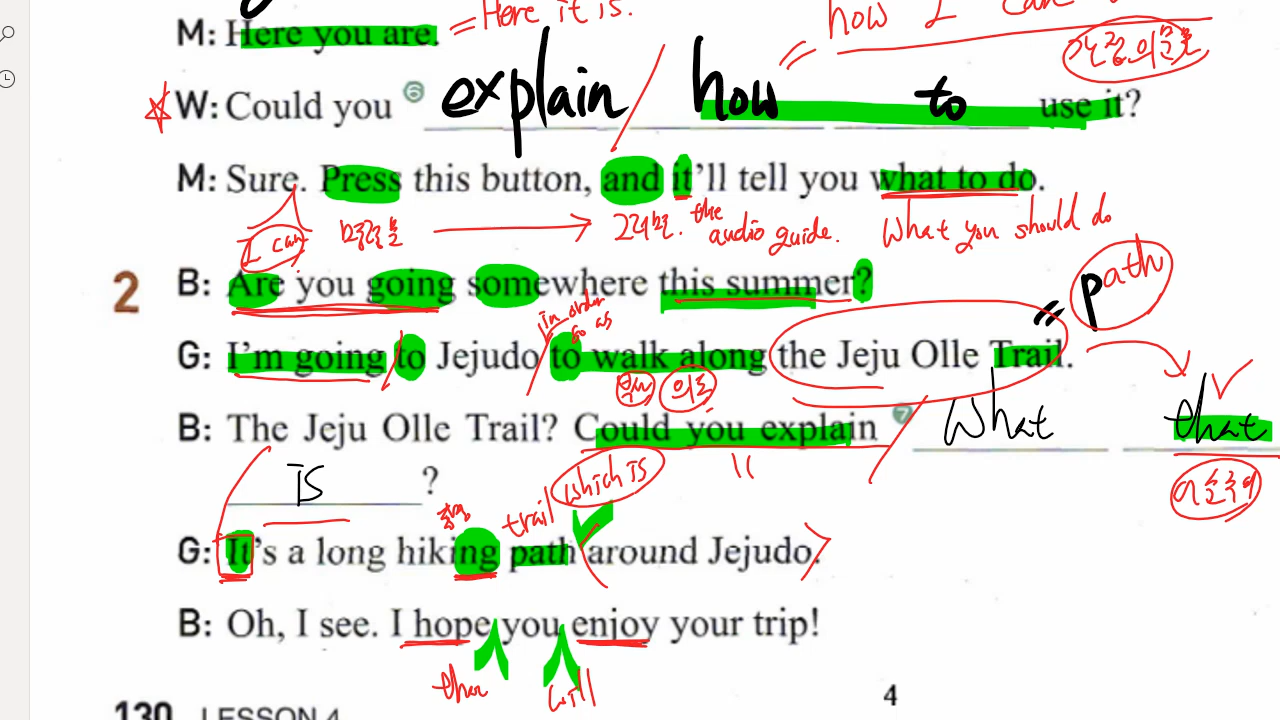 M: Here you are. = Here it is.
how I can
간접의문문
☆ W: Could you ⑥ explain / how to use it?
M: Sure. Press this button, and it'll tell you what to do.
I can 명령문 → 그러면. the audio guide. What you should do
2 B: Are you going somewhere this summer?
path
in order
so as
G: I'm going to Jejudo to walk along the Jeju Olle Trail.
부사 의도
B: The Jeju Olle Trail? Could you explain ⑦ what that
is ?
어순주의
trail which is
G: It's a long hiking path around Jejudo.
B: Oh, I see. I hope you enjoy your trip!
will
130 LESSON 4
4